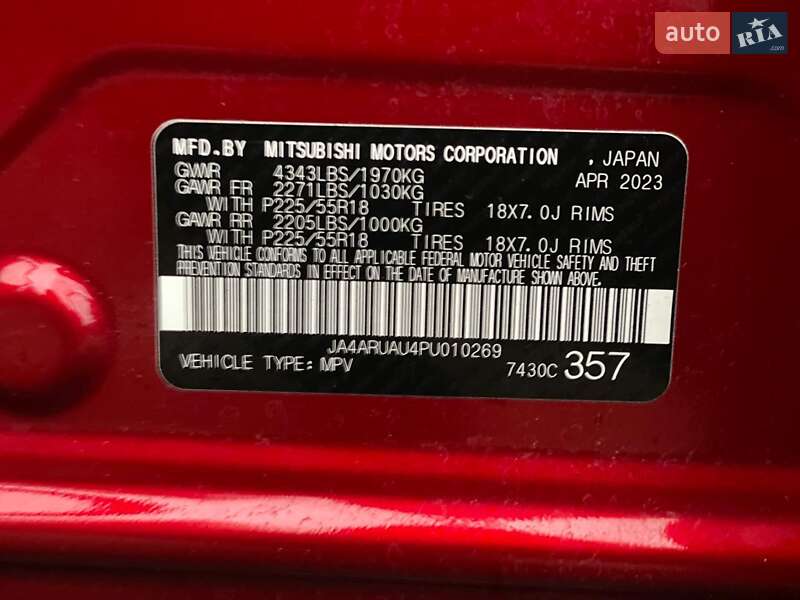 auto RIA .com
MFD.BY MITSUBISHI MOTORS CORPORATION , JAPAN
GVWR 4343LBS/1970KG APR 2023
GAWR FR 2271LBS/1030KG
WITH P225/55R18 TIRES 18X7.0J RIMS
GAWR RR 2205LBS/1000KG
WITH P225/55R18 TIRES 18X7.0J RIMS
THIS VEHICLE CONFORMS TO ALL APPLICABLE FEDERAL MOTOR VEHICLE SAFETY AND THEFT
PREVENTION STANDARDS IN EFFECT ON THE DATE OF MANUFACTURE SHOWN ABOVE.
JA4ARUAU4PU010269
VEHICLE TYPE: MPV 7430C 357